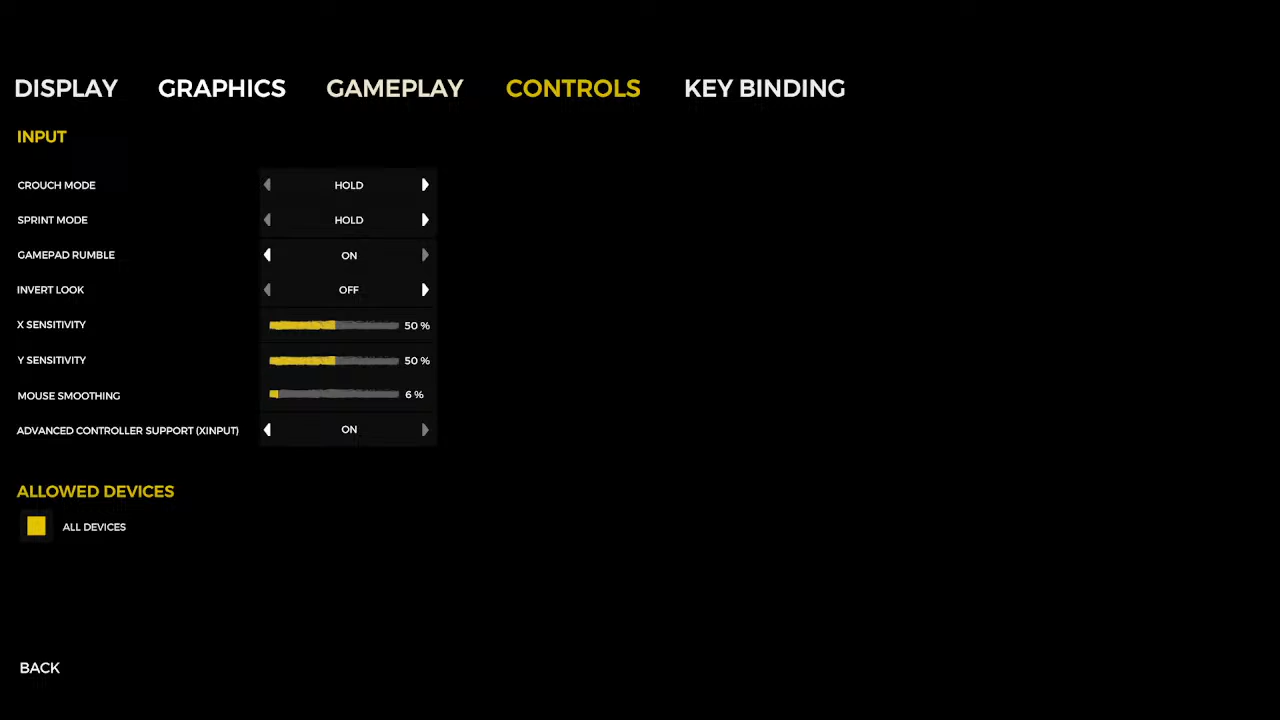 DISPLAY GRAPHICS GAMEPLAY CONTROLS KEY BINDING
INPUT
CROUCH MODE HOLD
SPRINT MODE HOLD
GAMEPAD RUMBLE ON
INVERT LOOK OFF
X SENSITIVITY 50 %
Y SENSITIVITY 50 %
MOUSE SMOOTHING 6 %
ADVANCED CONTROLLER SUPPORT (XINPUT) ON
ALLOWED DEVICES
ALL DEVICES
BACK